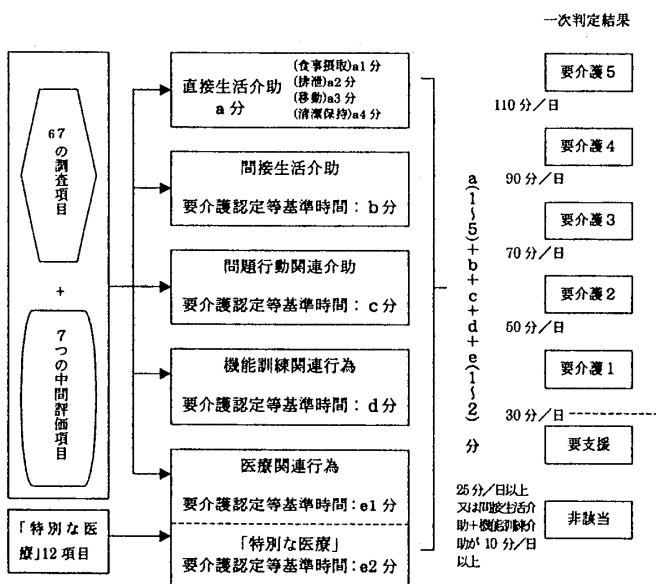 一次判定結果
67の調査項目
+
7つの中間評価項目
「特別な医
療」12項目
直接生活介助
a分
(食事摂取)a1分
(排泄)a2分
(移動)a3分
(清潔保持)a4分
間接生活介助
要介護認定等基準時間：b分
問題行動関連介助
要介護認定等基準時間：c分
機能訓練関連行為
要介護認定等基準時間：d分
医療関連行為
要介護認定等基準時間：e1分
「特別な医療」
要介護認定等基準時間：e2分
a(1～5)+b+c+d+e(1～2)分
要介護5
110分／日
要介護4
90分／日
要介護3
70分／日
要介護2
50分／日
要介護1
30分／日
要支援
25分／日以上
又は間接生活介
助＋機能訓練介
助が10分／日
以上
非該当